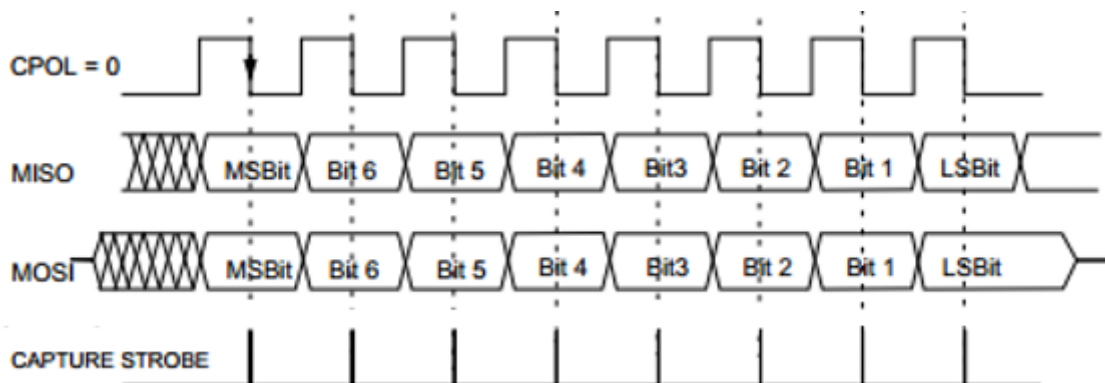 CPOL = 0
MISO MSBit Bit 6 Bit 5 Bit 4 Bit3 Bit 2 Bit 1 LSBit
MOSI MSBit Bit 6 Bit 5 Bit 4 Bit3 Bit 2 Bit 1 LSBit
CAPTURE STROBE